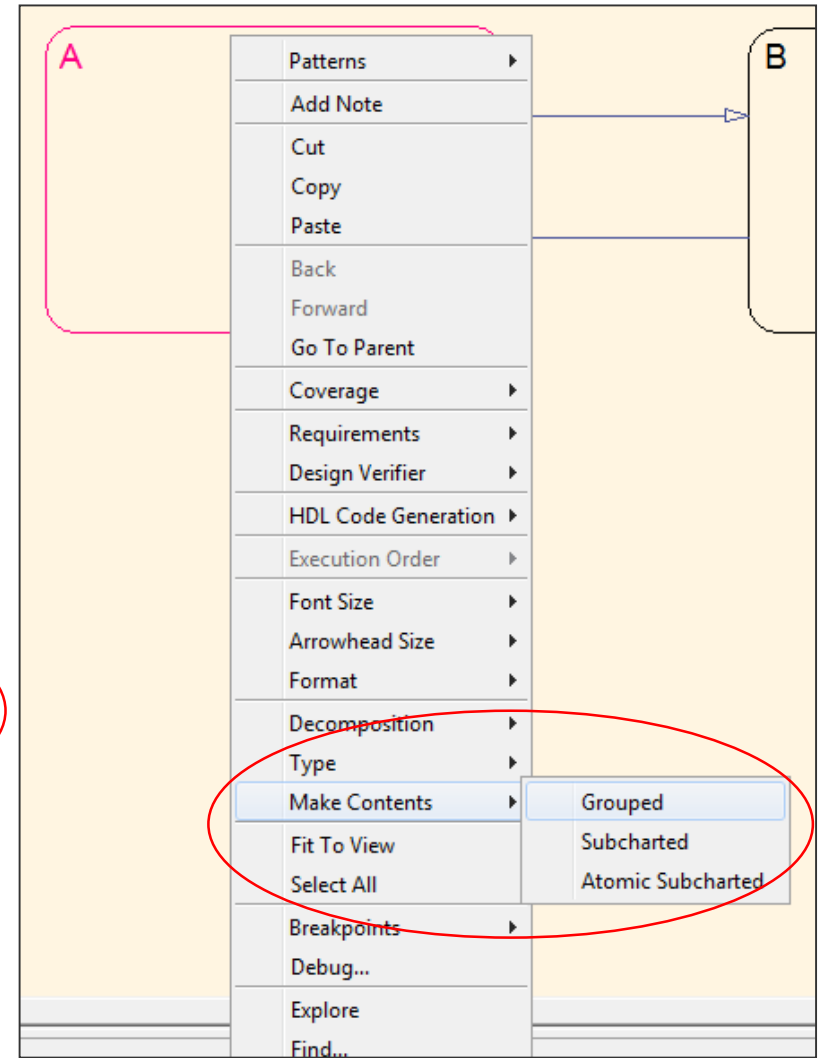 A
B
Patterns
Add Note
Cut
Copy
Paste
Back
Forward
Go To Parent
Coverage
Requirements
Design Verifier
HDL Code Generation
Execution Order
Font Size
Arrowhead Size
Format
Decomposition
Type
Make Contents
Grouped
Fit To View
Subcharted
Select All
Atomic Subcharted
Breakpoints
Debug...
Explore
Find...